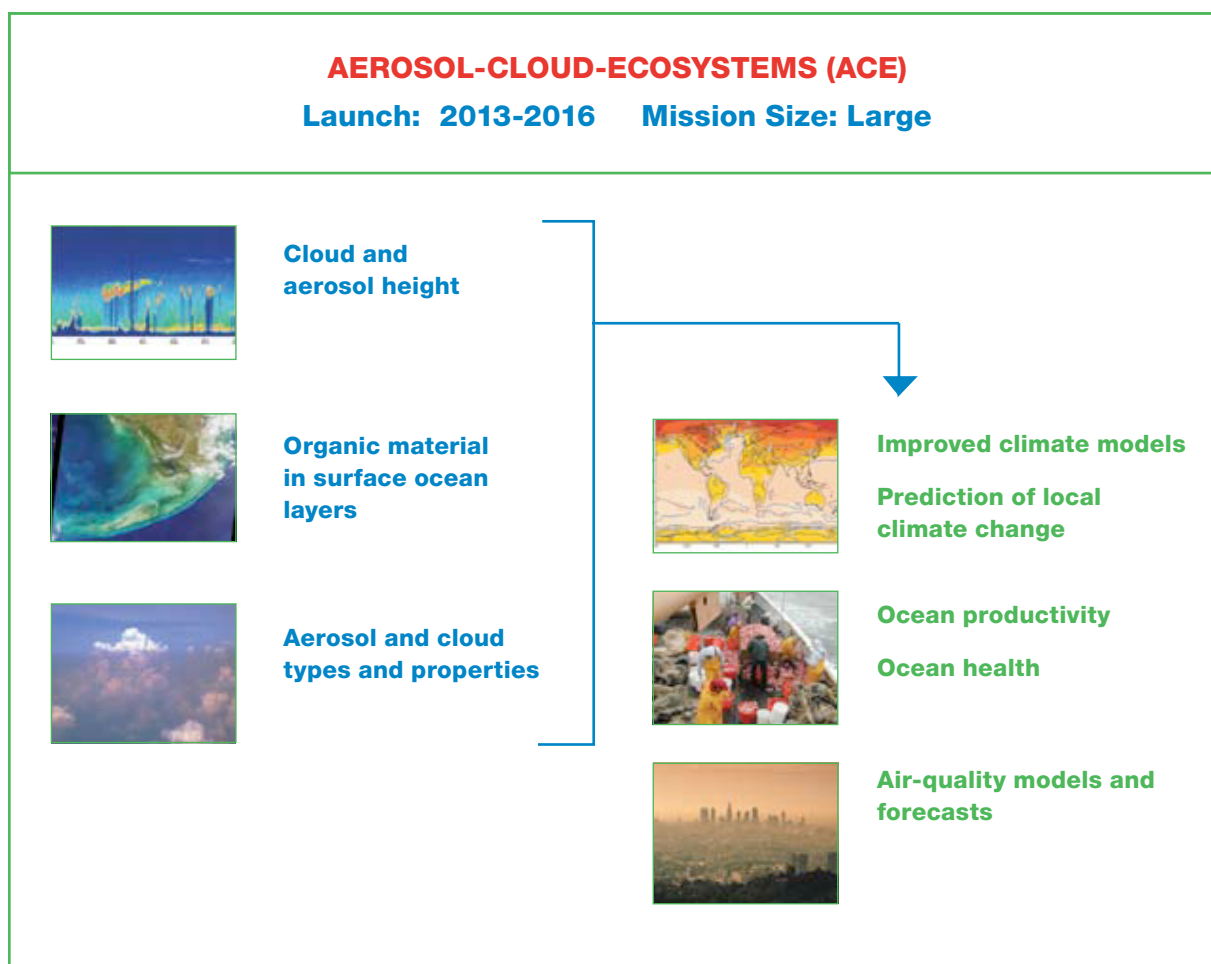 AEROSOL-CLOUD-ECOSYSTEMS (ACE)
Launch: 2013-2016 Mission Size: Large
Cloud and
aerosol height
Organic material
in surface ocean
layers
Aerosol and cloud
types and properties
Improved climate models
Prediction of local
climate change
Ocean productivity
Ocean health
Air-quality models and
forecasts